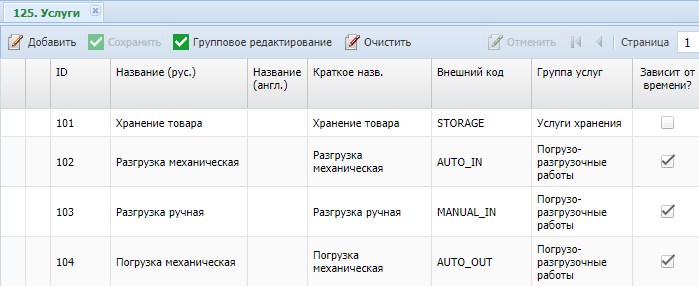 125. Услуги
Добавить Сохранить Групповое редактирование Очистить Отменить Страница 1
ID Название (рус.) Название (англ.) Краткое назв. Внешний код Группа услуг Зависит от времени?
101 Хранение товара Хранение товара STORAGE Услуги хранения
102 Разгрузка механическая Разгрузка механическая AUTO_IN Погрузо-разгрузочные работы
103 Разгрузка ручная Разгрузка ручная MANUAL_IN Погрузо-разгрузочные работы
104 Погрузка механическая Погрузка механическая AUTO_OUT Погрузо-разгрузочные работы